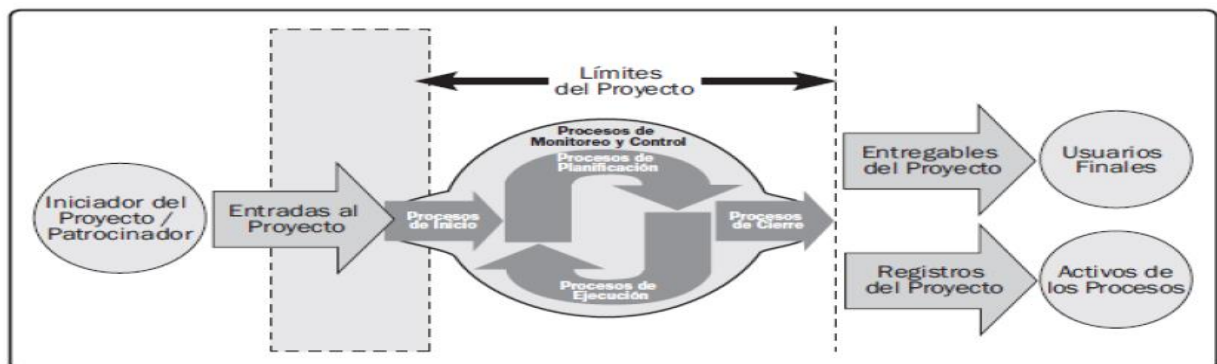 Límites
del Proyecto
Iniciador del
Proyecto /
Patrocinador
Entradas al
Proyecto
Procesos
de Inicio
Procesos de
Monitoreo y Control
Procesos de
Planificación
Procesos de
Ejecución
Procesos
de Cierre
Entregables
del Proyecto
Usuarios
Finales
Registros
del Proyecto
Activos de
los Procesos